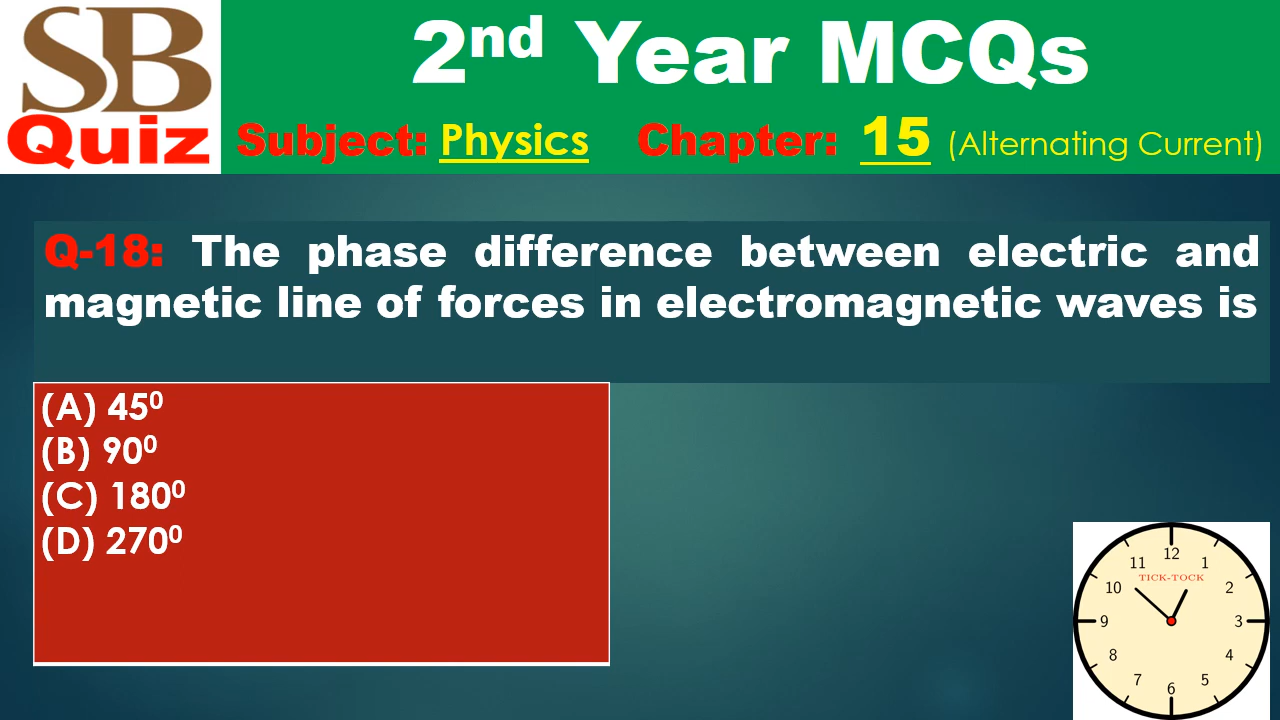 SB
Quiz
2nd Year MCQs
Subject: Physics Chapter: 15 (Alternating Current)
Q-18: The phase difference between electric and
magnetic line of forces in electromagnetic waves is
(A) 45⁰
(B) 90⁰
(C) 180⁰
(D) 270⁰
12
11 1
TICK-TOCK
10 2
9 3
8 4
7 5
6